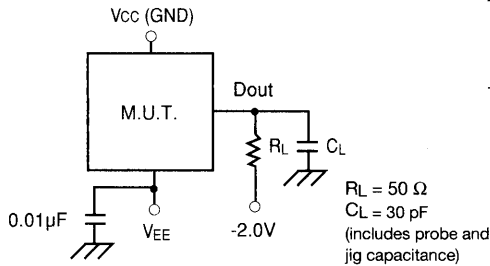 VCC (GND)
M.U.T.
Dout
RL
CL
0.01μF
VEE
-2.0V
RL = 50 Ω
CL = 30 pF
(includes probe and
jig capacitance)